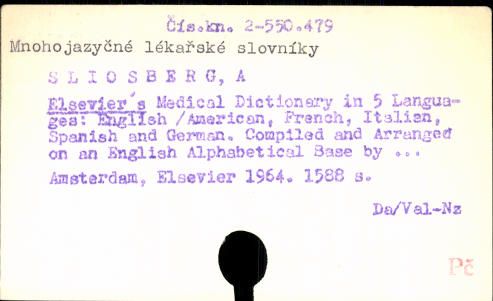 Čís.kn. 2-550.479
Mnohojazyčné lékařské slovníky
S L I O S B E R G, A
Elsevier's Medical Dictionary in 5 Langua-
ges: English /American, French, Italien,
Spanish and German. Compiled and Arranged
on an English Alphabetical Base by ...
Amsterdam, Elsevier 1964. 1588 s.
Da/Val-Nz
Pč